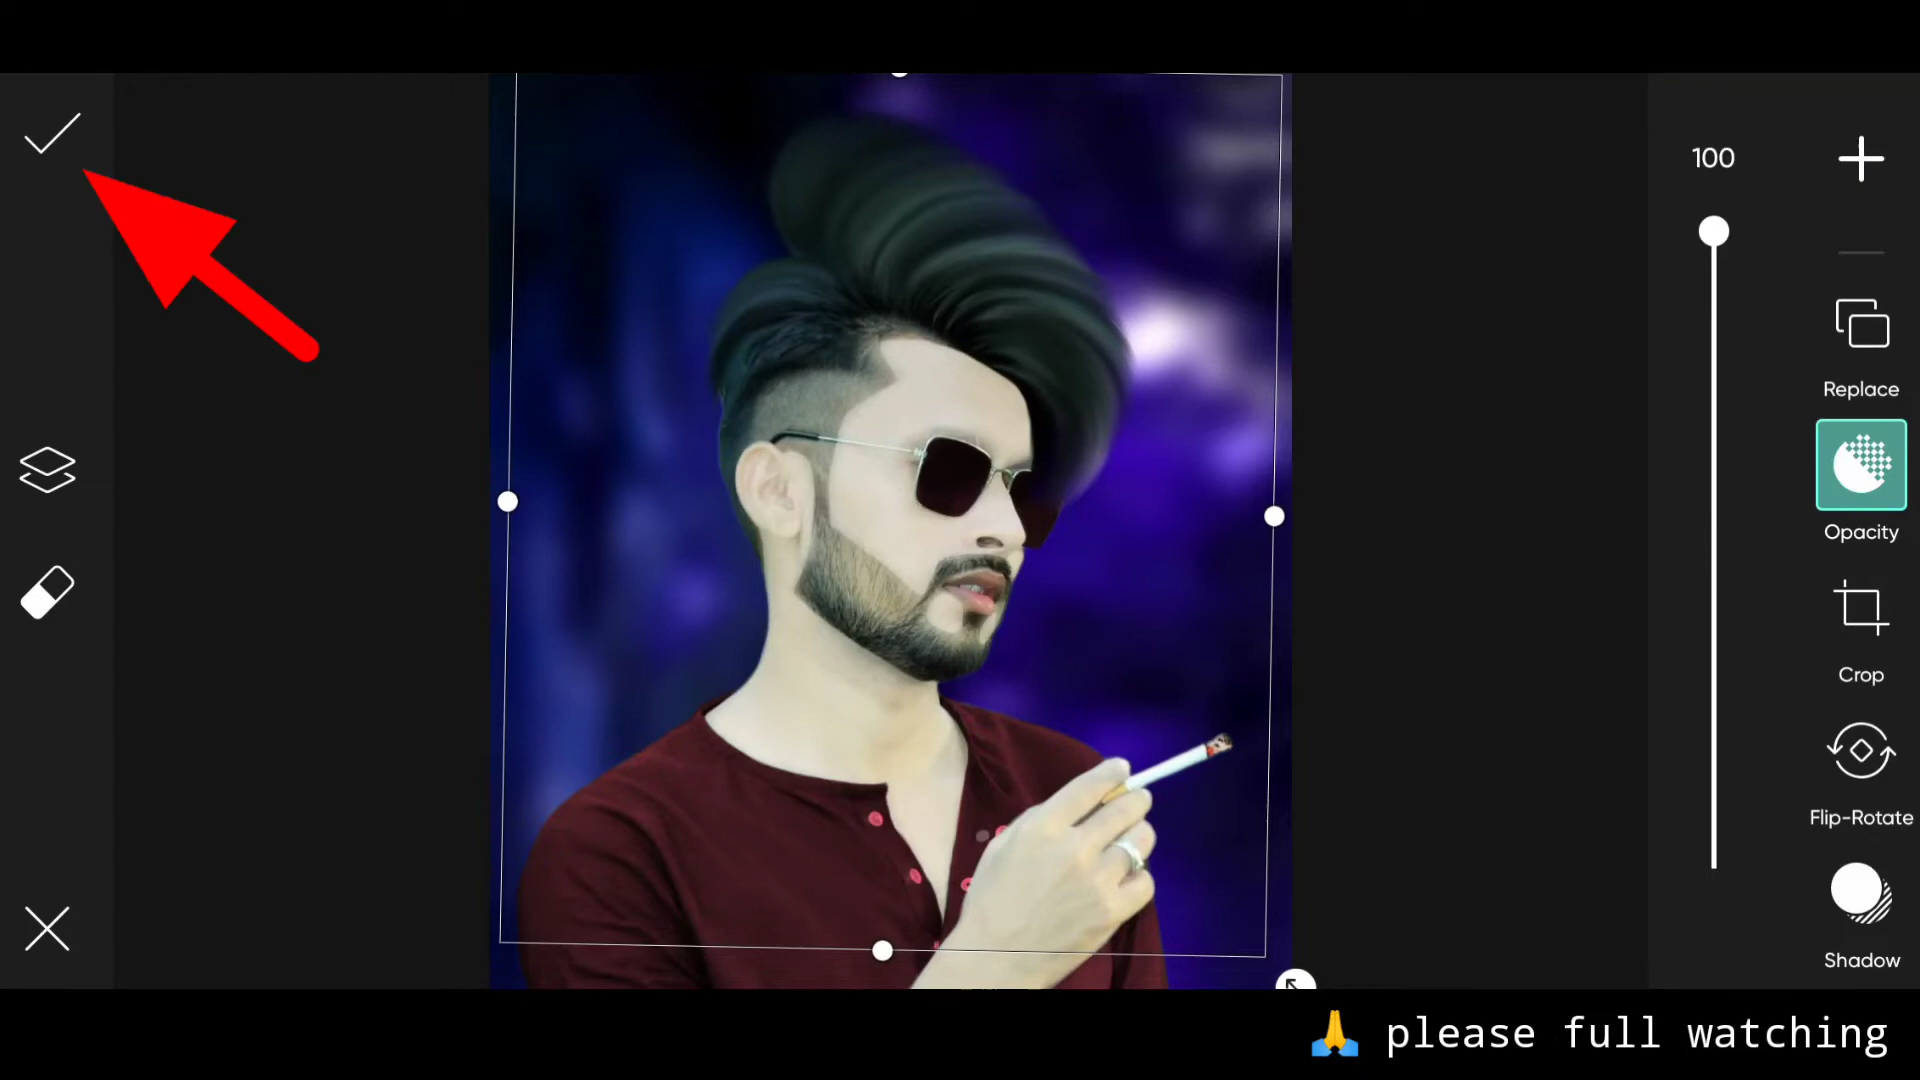 100
Replace
Opacity
Crop
Flip-Rotate
Shadow
🙏 please full watching